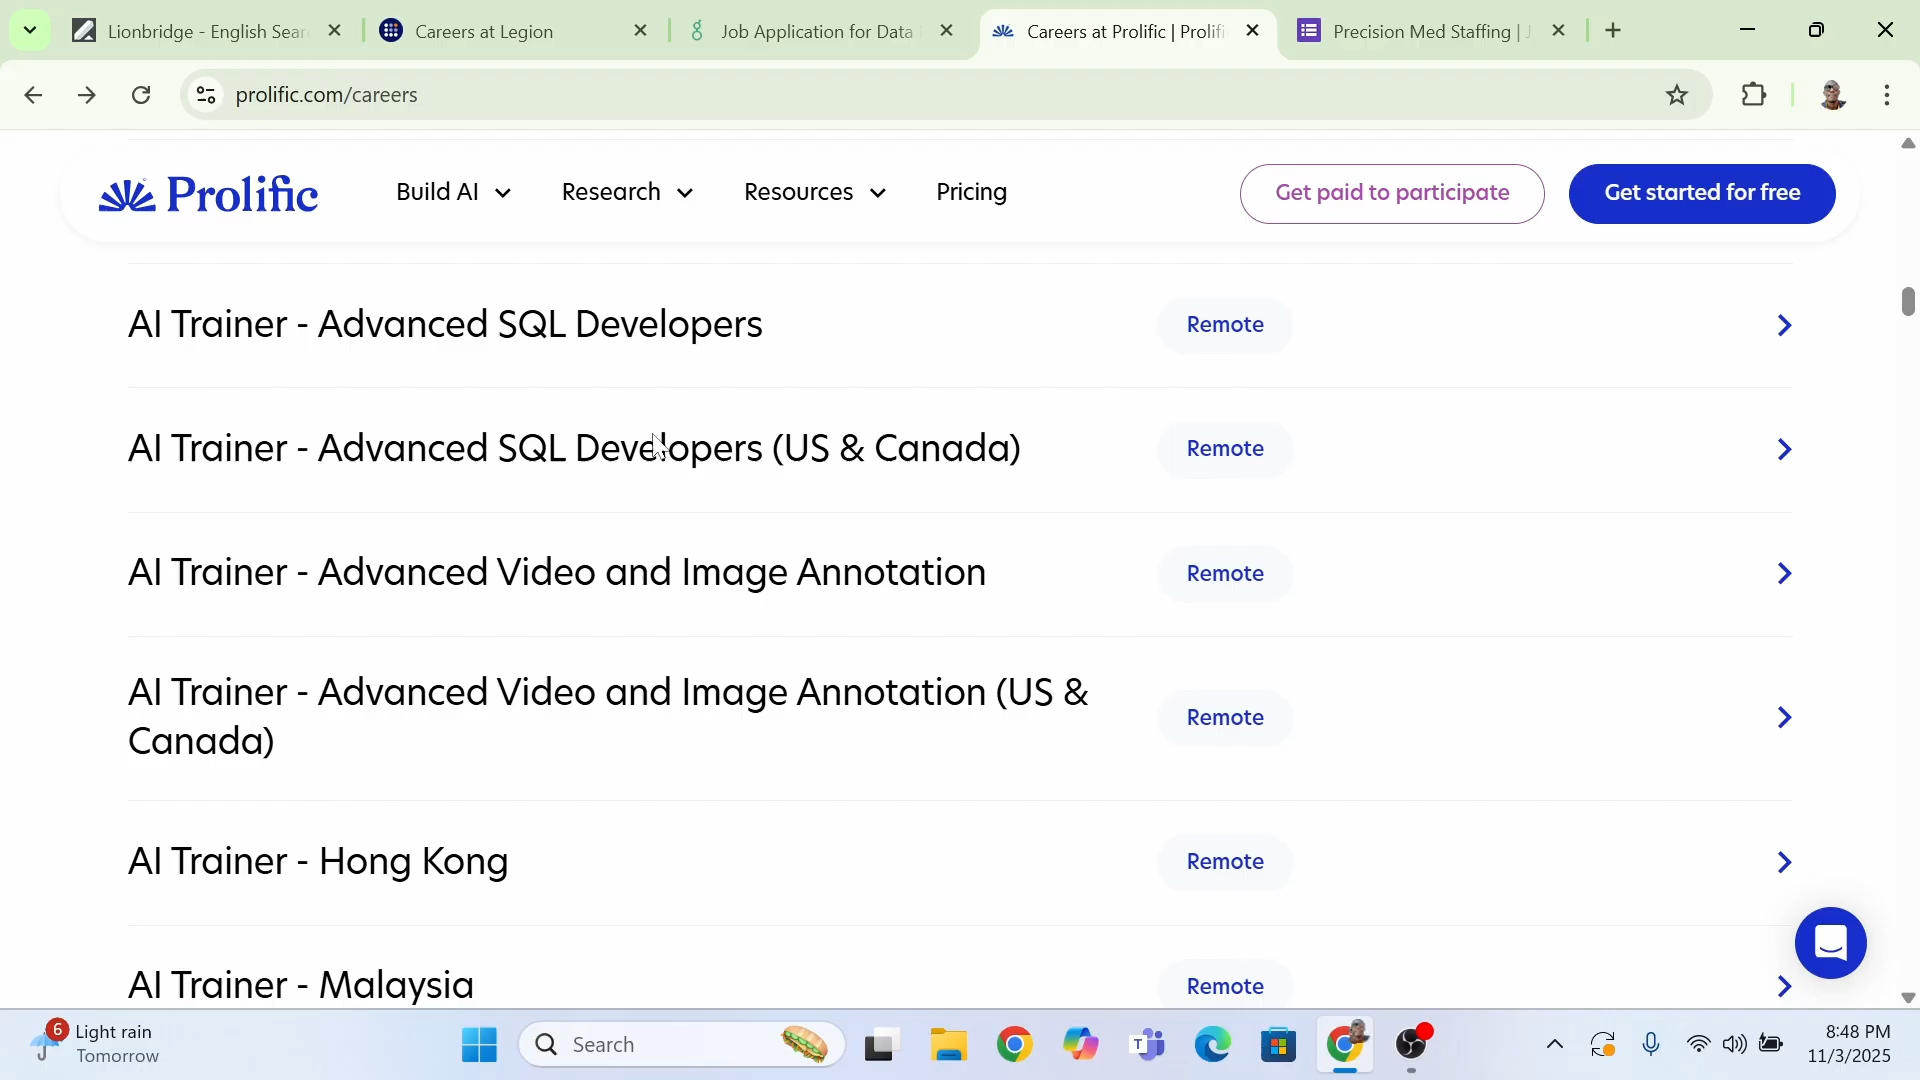 Lionbridge - English Sear
Careers at Legion
Job Application for Data
Careers at Prolific | Prolifi
Precision Med Staffing | J
prolific.com/careers
Prolific
Build AI
Research
Resources
Pricing
Get paid to participate
Get started for free
AI Trainer - Advanced SQL Developers
Remote
AI Trainer - Advanced SQL Developers (US & Canada)
Remote
AI Trainer - Advanced Video and Image Annotation
Remote
AI Trainer - Advanced Video and Image Annotation (US &
Canada)
Remote
AI Trainer - Hong Kong
Remote
AI Trainer - Malaysia
Remote
6
Light rain
Tomorrow
Search
T
8:48 PM
11/3/2025